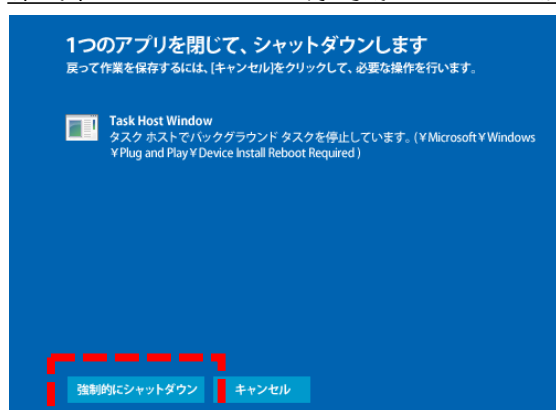 1つのアプリを閉じて、シャットダウンします
戻って作業を保存するには、[キャンセル]をクリックして、必要な操作を行います。
Task Host Window
タスク ホストでバックグラウンド タスクを停止しています。(￥Microsoft￥Windows
￥Plug and Play￥Device Install Reboot Required )
強制的にシャットダウン
キャンセル